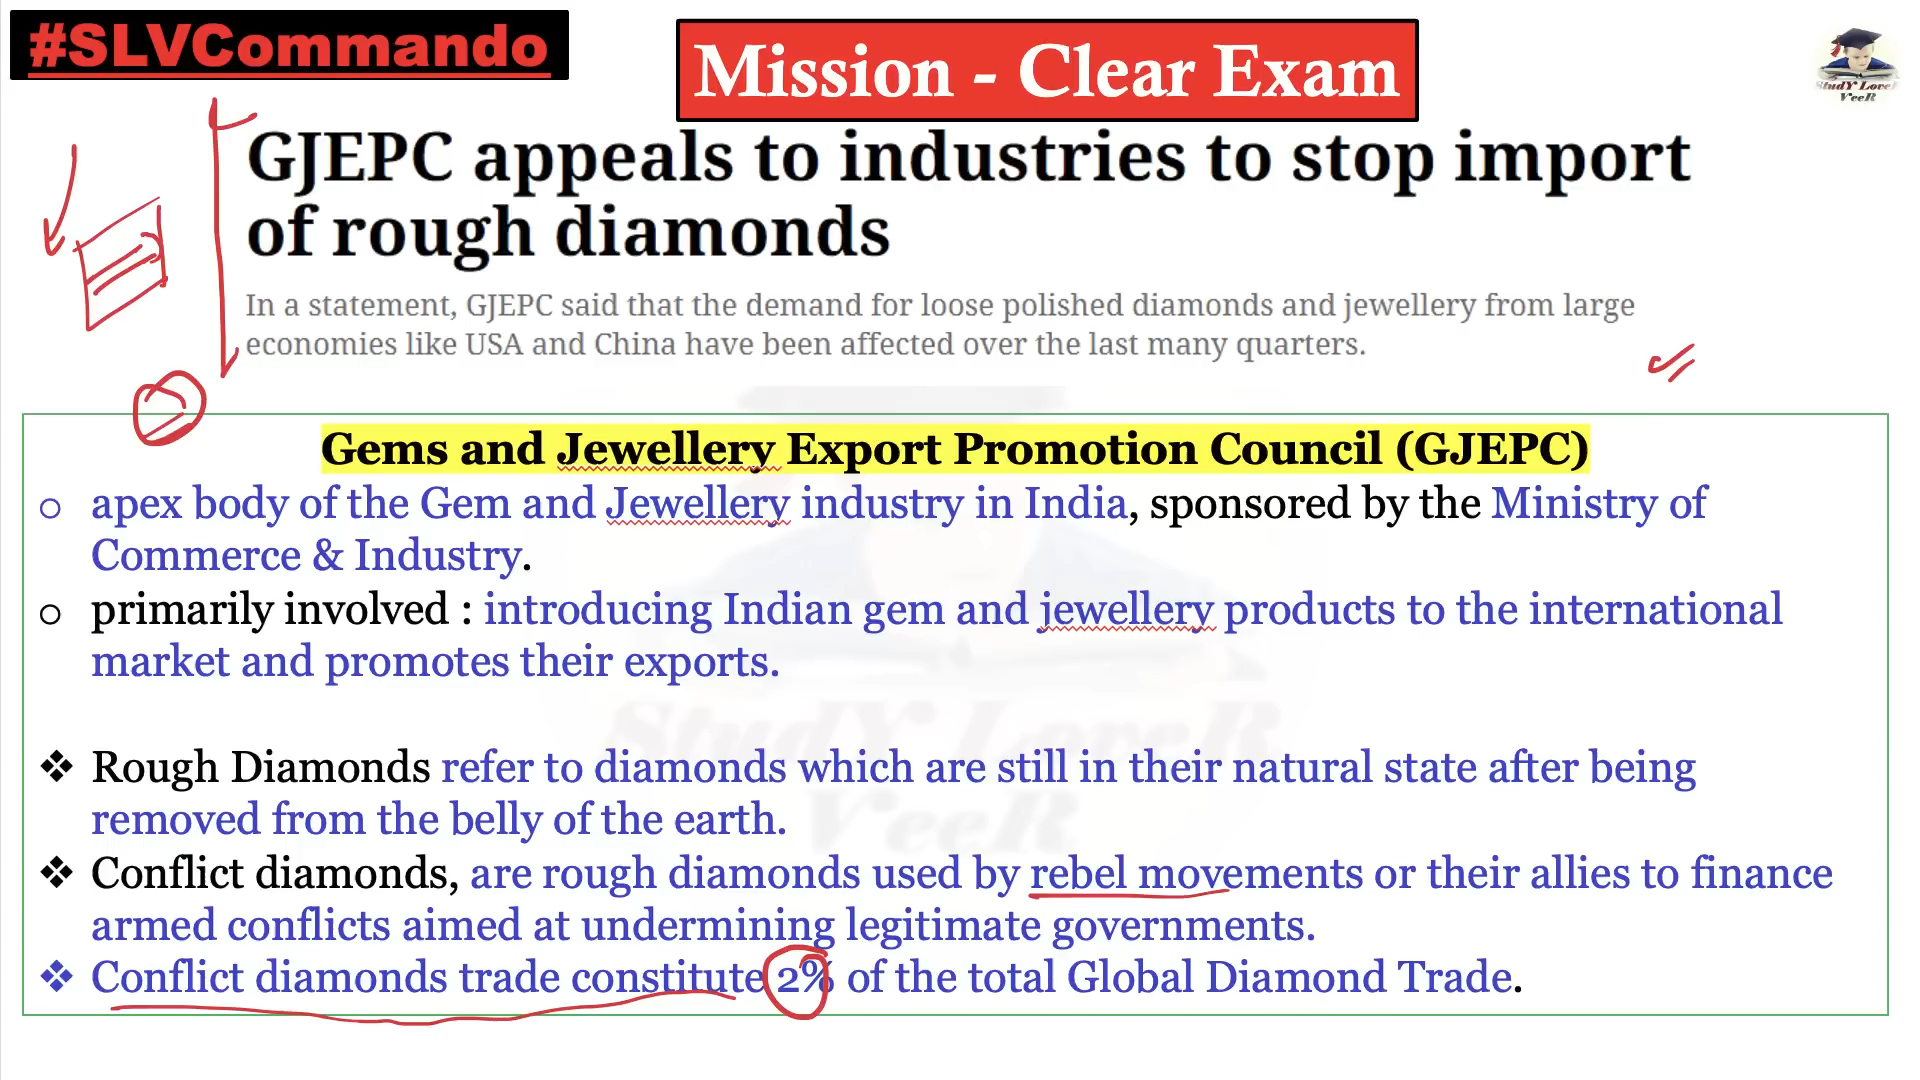 #SLVCommando
Mission - Clear Exam
StudY LoveR
VeeR
GJEPC appeals to industries to stop import
of rough diamonds
In a statement, GJEPC said that the demand for loose polished diamonds and jewellery from large
economies like USA and China have been affected over the last many quarters.
Gems and Jewellery Export Promotion Council (GJEPC)
o apex body of the Gem and Jewellery industry in India, sponsored by the Ministry of
Commerce & Industry.
o primarily involved : introducing Indian gem and jewellery products to the international
market and promotes their exports.
StudY LoveR
VeeR
❖ Rough Diamonds refer to diamonds which are still in their natural state after being
removed from the belly of the earth.
❖ Conflict diamonds, are rough diamonds used by rebel movements or their allies to finance
armed conflicts aimed at undermining legitimate governments.
❖ Conflict diamonds trade constitute 2% of the total Global Diamond Trade.